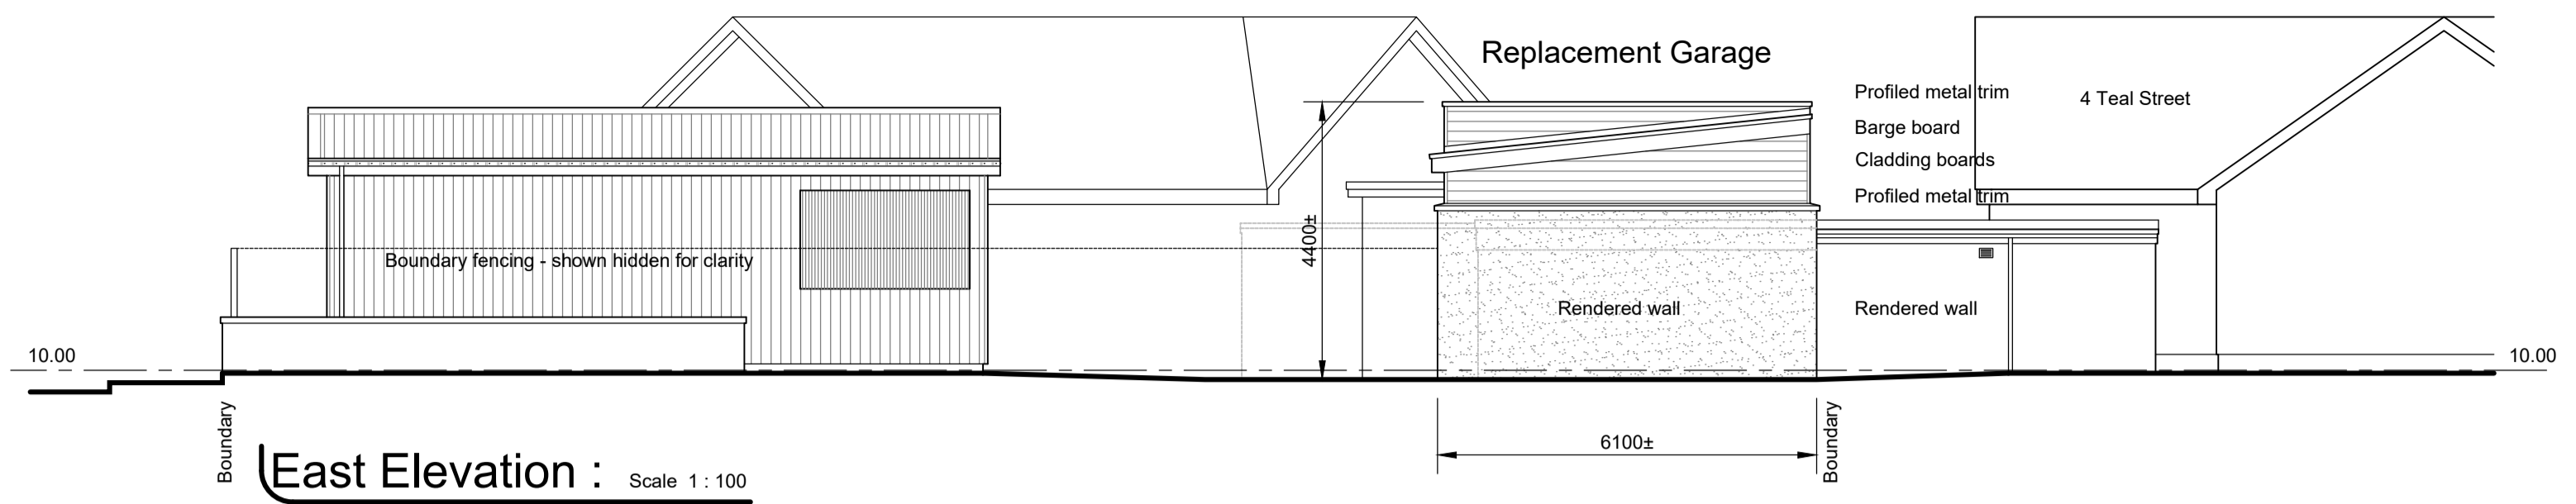 Replacement Garage
Profiled metal trim
4 Teal Street
Barge board
Cladding boards
Profiled metal trim
4400±
Boundary fencing - shown hidden for clarity
Rendered wall
Rendered wall
10.00
10.00
Boundary
Boundary
6100±
East Elevation : Scale 1 : 100